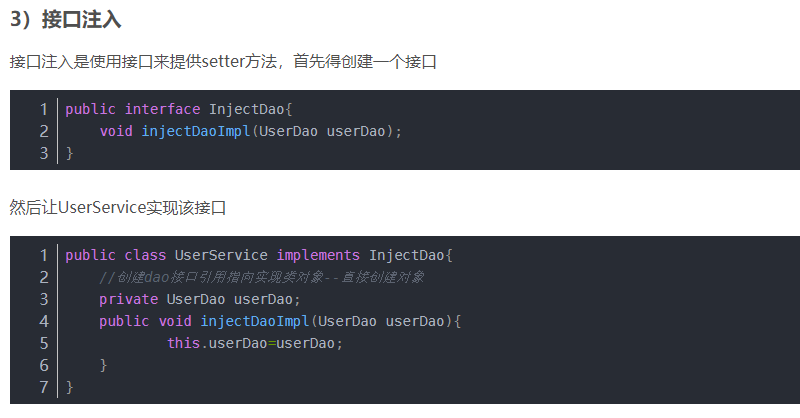 3）接口注入
接口注入是使用接口来提供setter方法，首先得创建一个接口
1 public interface InjectDao{
2     void injectDaoImpl(UserDao userDao);
3 }
然后让UserService实现该接口
1 public class UserService implements InjectDao{
2     //创建dao接口引用指向实现类对象--直接创建对象
3     private UserDao userDao;
4     public void injectDaoImpl(UserDao userDao){
5             this.userDao=userDao;
6     }
7 }